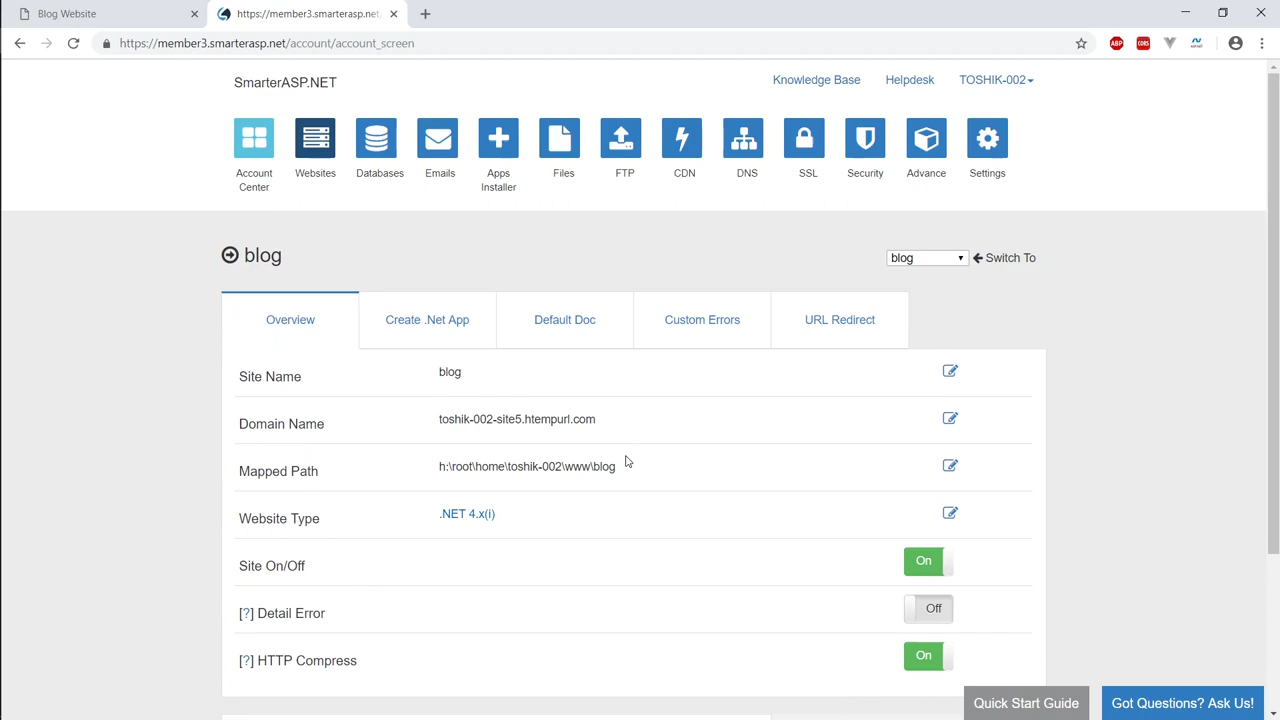 Blog Website
https://member3.smarterasp.net/
https://member3.smarterasp.net/account/account_screen
ABP
CORS
SmarterASP.NET
Knowledge Base
Helpdesk
TOSHIK-002
Account Center
Websites
Databases
Emails
Apps Installer
Files
FTP
CDN
DNS
SSL
Security
Advance
Settings
blog
blog
Switch To
Overview
Create .Net App
Default Doc
Custom Errors
URL Redirect
Site Name
blog
Domain Name
toshik-002-site5.htempurl.com
Mapped Path
h:\root\home\toshik-002\www\blog
Website Type
.NET 4.x(i)
Site On/Off
On
[?] Detail Error
Off
[?] HTTP Compress
On
Quick Start Guide
Got Questions? Ask Us!